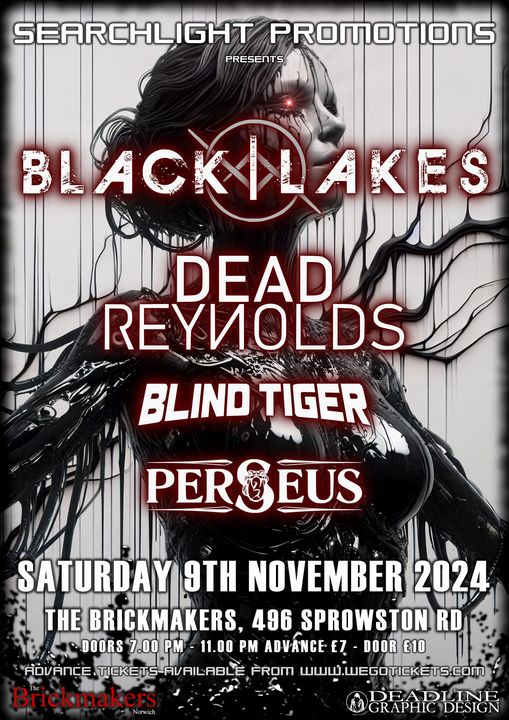 SEARCHLIGHT PROMOTIONS
PRESENTS
BLACK LAKES
DEAD
REYNOLDS
BLIND TIGER
PERSEUS
SATURDAY 9TH NOVEMBER 2024
THE BRICKMAKERS, 496 SPROWSTON RD
DOORS 7.00 PM - 11.00 PM ADVANCE £7 - DOOR £10
ADVANCE TICKETS AVAILABLE FROM WWW.WEGOTICKETS.COM
The
Brickmakers
Norwich
DEADLINE
GRAPHIC DESIGN